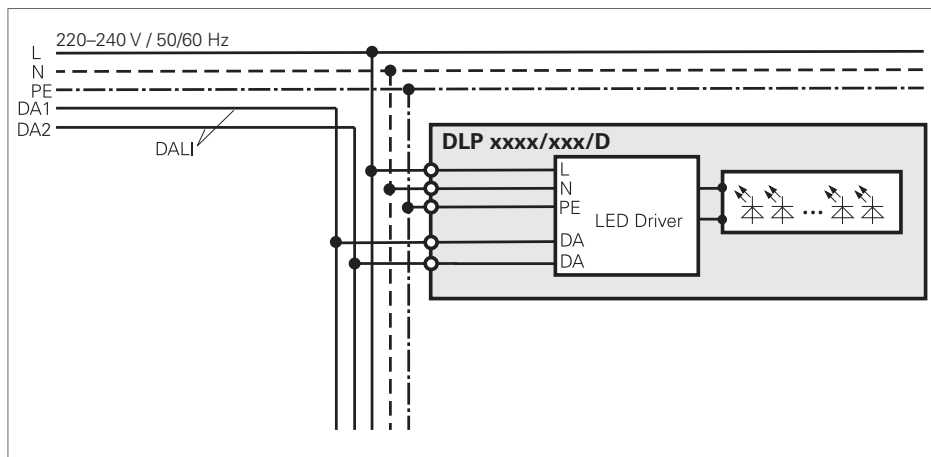 220–240 V / 50/60 Hz
L
N
PE
DA1
DA2
DALI
DLP xxxx/xxx/D
L
N
PE
LED Driver
DA
DA